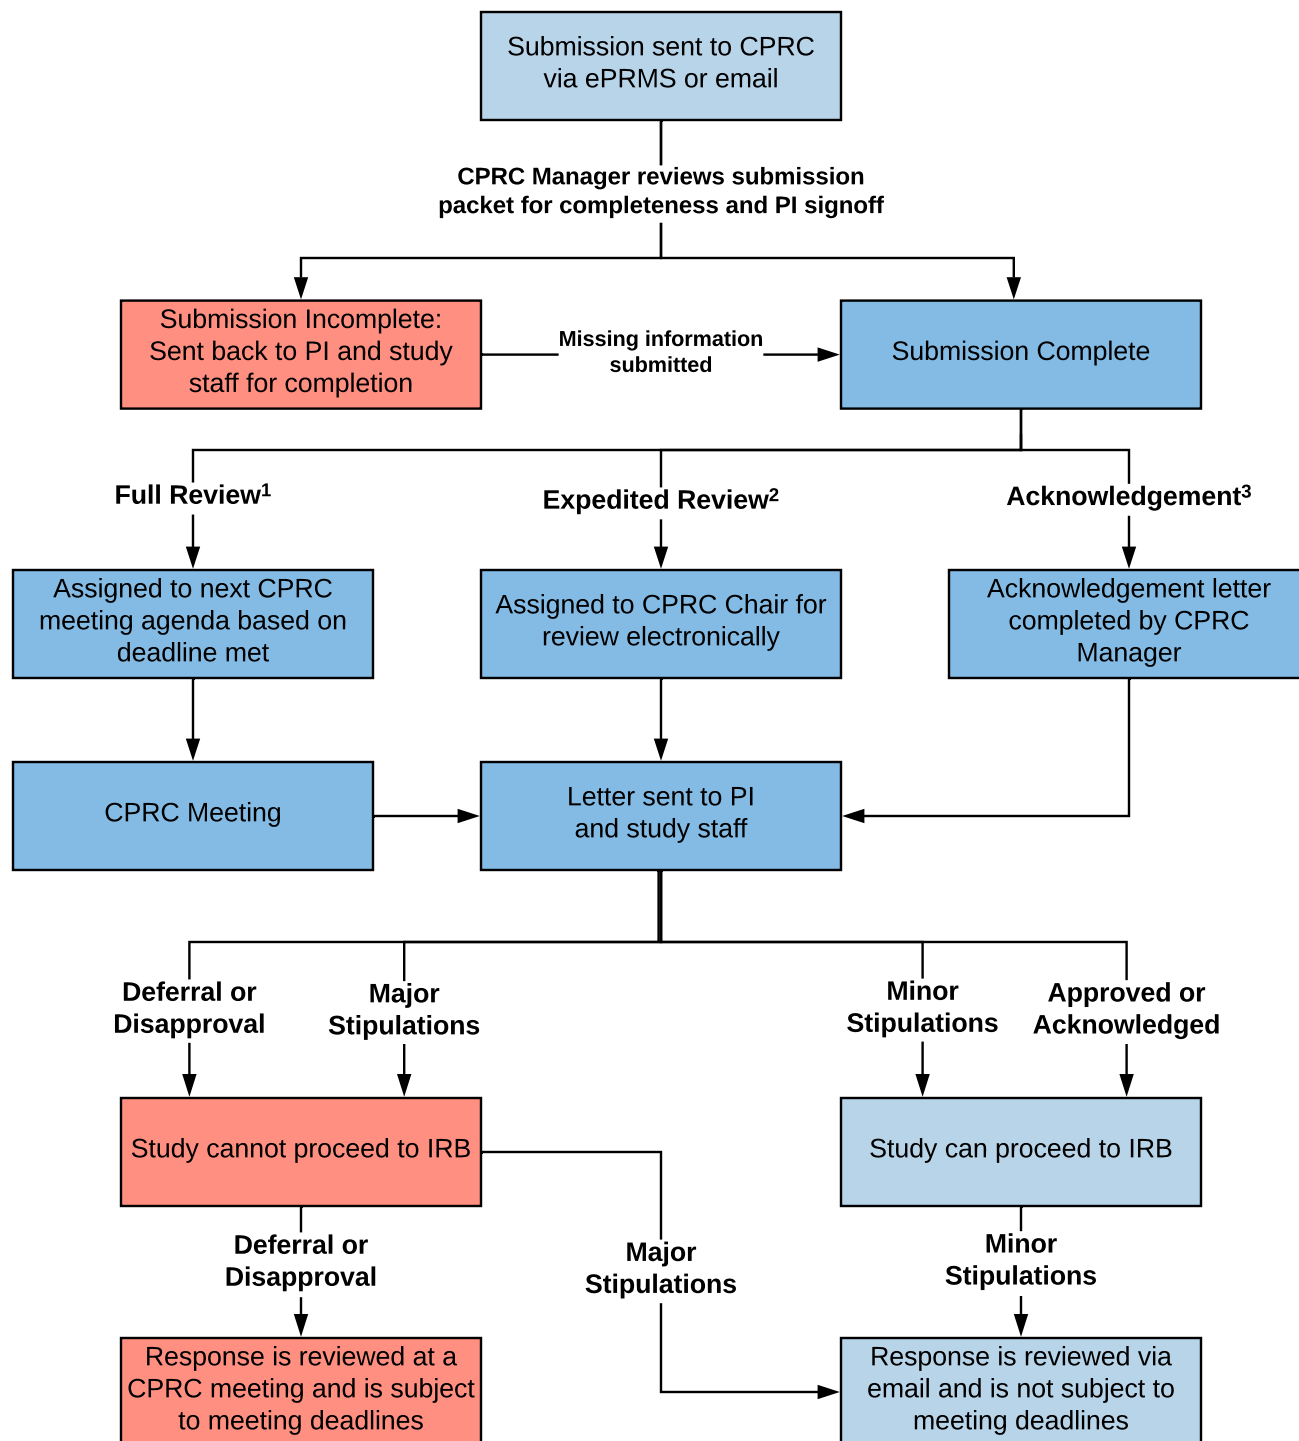 Submission sent to CPRC
via ePRMS or email
CPRC Manager reviews submission
packet for completeness and PI signoff
Submission Incomplete:
Sent back to PI and study
staff for completion
Missing information
submitted
Submission Complete
Full Review¹
Expedited Review²
Acknowledgement³
Assigned to next CPRC
meeting agenda based on
deadline met
Assigned to CPRC Chair for
review electronically
Acknowledgement letter
completed by CPRC
Manager
CPRC Meeting
Letter sent to PI
and study staff
Deferral or
Disapproval
Major
Stipulations
Minor
Stipulations
Approved or
Acknowledged
Study cannot proceed to IRB
Study can proceed to IRB
Deferral or
Disapproval
Major
Stipulations
Minor
Stipulations
Response is reviewed at a
CPRC meeting and is subject
to meeting deadlines
Response is reviewed via
email and is not subject to
meeting deadlines